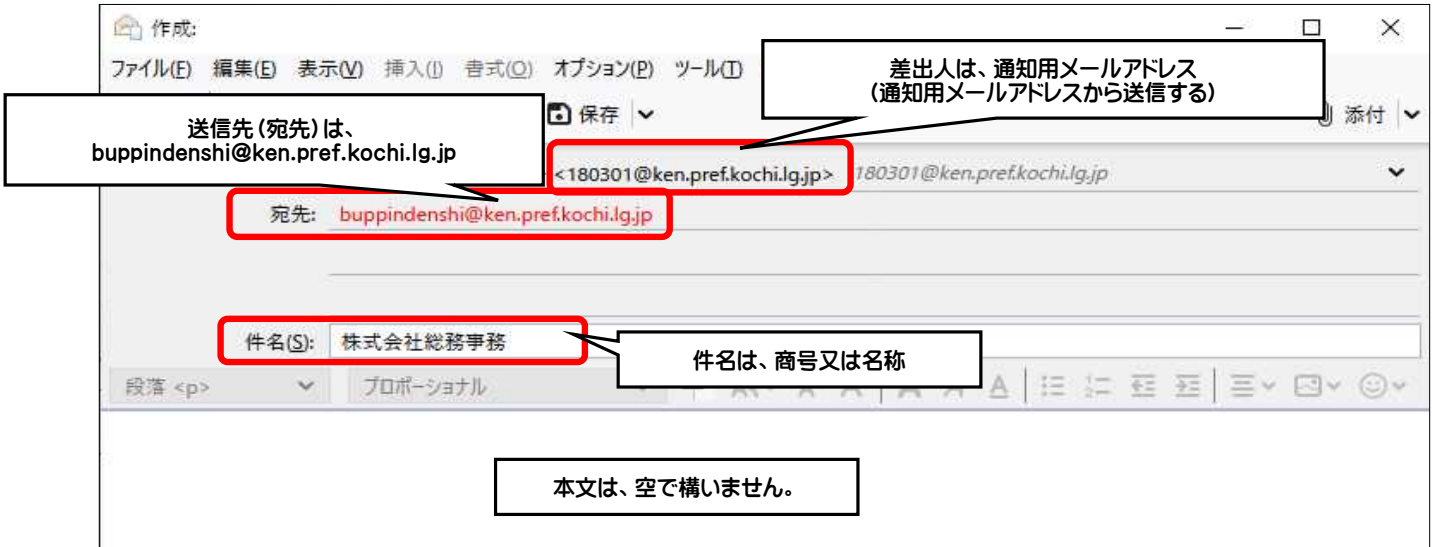 作成:
ファイル(F) 編集(E) 表示(V) 挿入(I) 書式(O) オプション(P) ツール(T)
差出人は、通知用メールアドレス
(通知用メールアドレスから送信する)
送信先(宛先)は、
buppindenshi@ken.pref.kochi.lg.jp
保存
添付
<180301@ken.pref.kochi.lg.jp> 180301@ken.pref.kochi.lg.jp
宛先: buppindenshi@ken.pref.kochi.lg.jp
件名(S): 株式会社総務事務
件名は、商号又は名称
段落 <p> プロポーショナル
本文は、空で構いません。